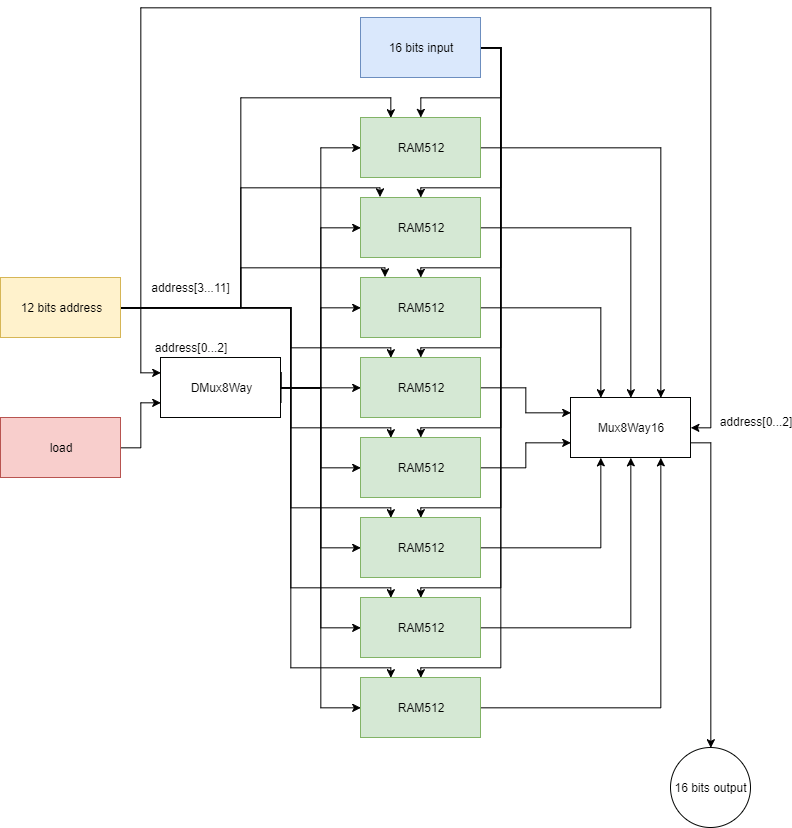 16 bits input
RAM512
RAM512
address[3...11]
12 bits address
RAM512
address[0...2]
DMux8Way
RAM512
address[0...2]
Mux8Way16
load
RAM512
RAM512
RAM512
RAM512
16 bits output